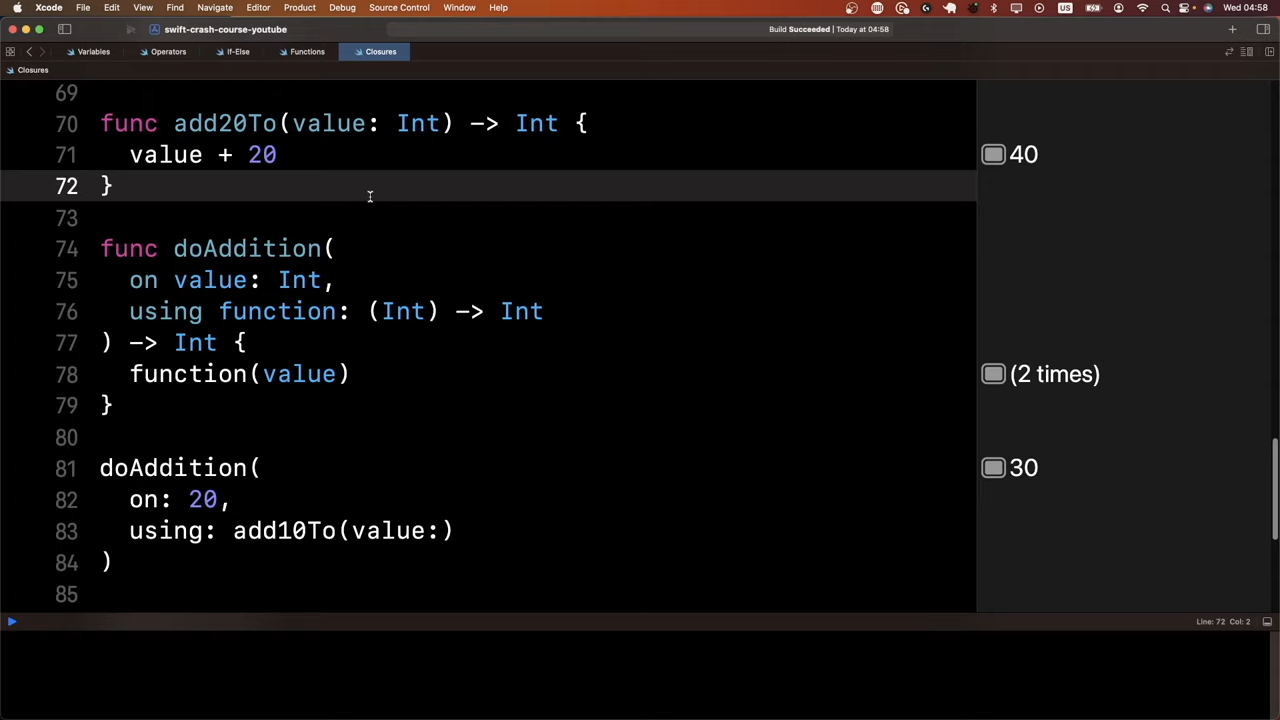 Xcode File Edit View Find Navigate Editor Product Debug Source Control Window Help US Wed 04:58
swift-crash-course-youtube Build Succeeded | Today at 04:58
Variables Operators If-Else Functions Closures
Closures
69
70 func add20To(value: Int) -> Int {
71 value + 20 40
72 }
73
74 func doAddition(
75 on value: Int,
76 using function: (Int) -> Int
77 ) -> Int {
78 function(value) (2 times)
79 }
80
81 doAddition( 30
82 on: 20,
83 using: add10To(value:)
84 )
85
Line: 72 Col: 2